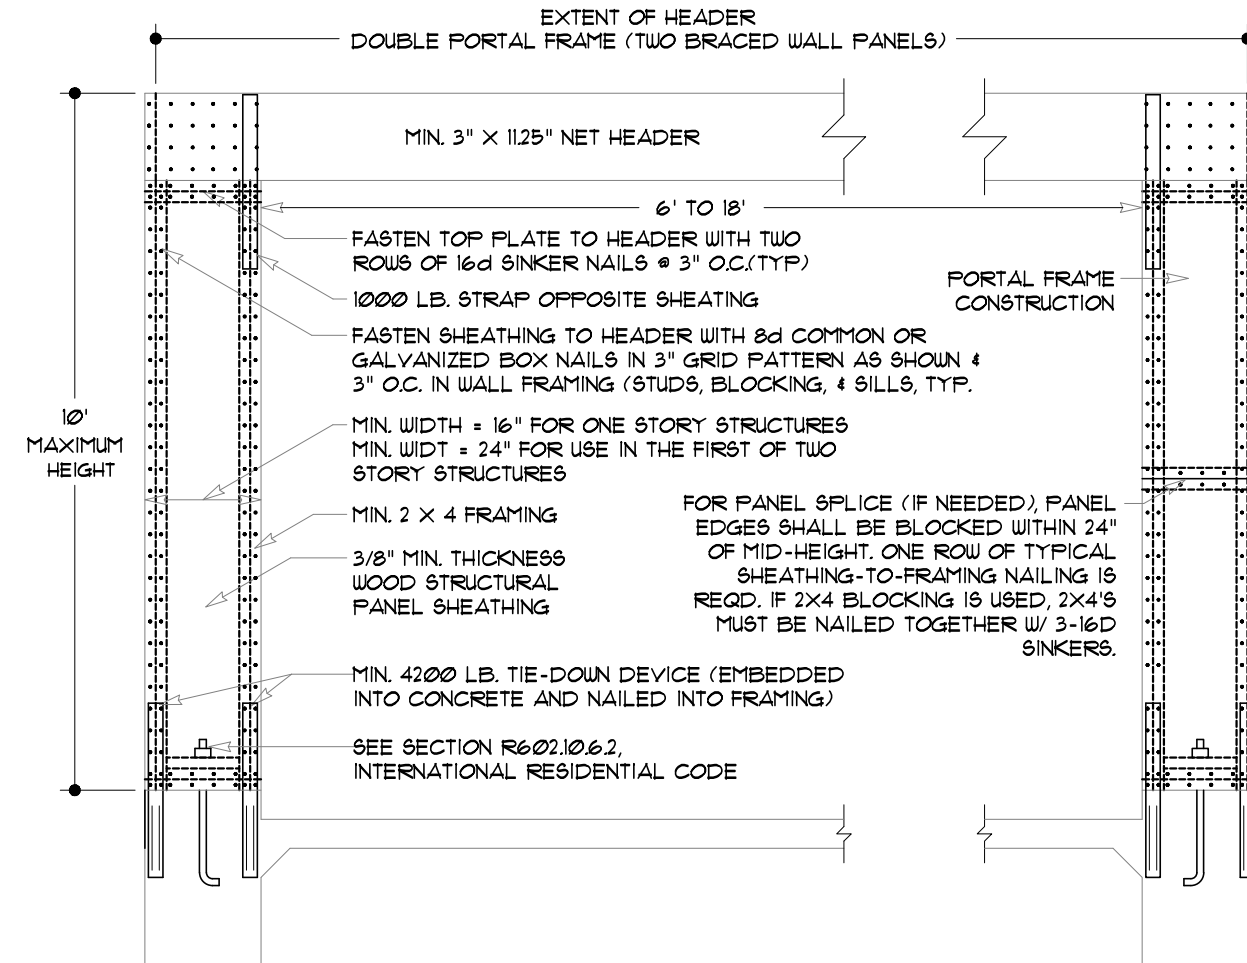 EXTENT OF HEADER
DOUBLE PORTAL FRAME (TWO BRACED WALL PANELS)
MIN. 3" X 11.25" NET HEADER
6' TO 18'
FASTEN TOP PLATE TO HEADER WITH TWO
ROWS OF 16d SINKER NAILS @ 3" O.C.(TYP)
1000 LB. STRAP OPPOSITE SHEATING
FASTEN SHEATHING TO HEADER WITH 8d COMMON OR
GALVANIZED BOX NAILS IN 3" GRID PATTERN AS SHOWN &
3" O.C. IN WALL FRAMING (STUDS, BLOCKING, & SILLS, TYP.
PORTAL FRAME
CONSTRUCTION
10'
MAXIMUM
HEIGHT
MIN. WIDTH = 16" FOR ONE STORY STRUCTURES
MIN. WIDT = 24" FOR USE IN THE FIRST OF TWO
STORY STRUCTURES
MIN. 2 X 4 FRAMING
3/8" MIN. THICKNESS
WOOD STRUCTURAL
PANEL SHEATHING
FOR PANEL SPLICE (IF NEEDED), PANEL
EDGES SHALL BE BLOCKED WITHIN 24"
OF MID-HEIGHT. ONE ROW OF TYPICAL
SHEATHING-TO-FRAMING NAILING IS
REQD. IF 2X4 BLOCKING IS USED, 2X4'S
MUST BE NAILED TOGETHER W/ 3-16D
SINKERS.
MIN. 4200 LB. TIE-DOWN DEVICE (EMBEDDED
INTO CONCRETE AND NAILED INTO FRAMING)
SEE SECTION R602.10.6.2,
INTERNATIONAL RESIDENTIAL CODE